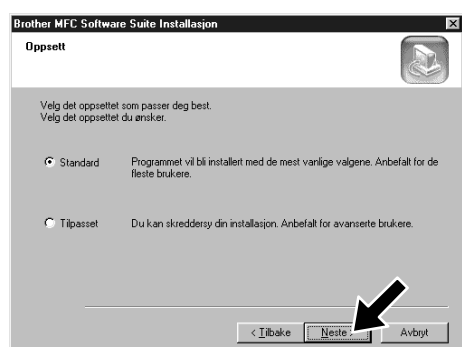 Brother MFC Software Suite Installasjon
Oppsett
Velg det oppsettet som passer deg best.
Velg det oppsettet du ønsker.
Standard Programmet vil bli installert med de mest vanlige valgene. Anbefalt for de
fleste brukere.
Tilpasset Du kan skreddersy din installasjon. Anbefalt for avanserte brukere.
< Tilbake Neste > Avbryt